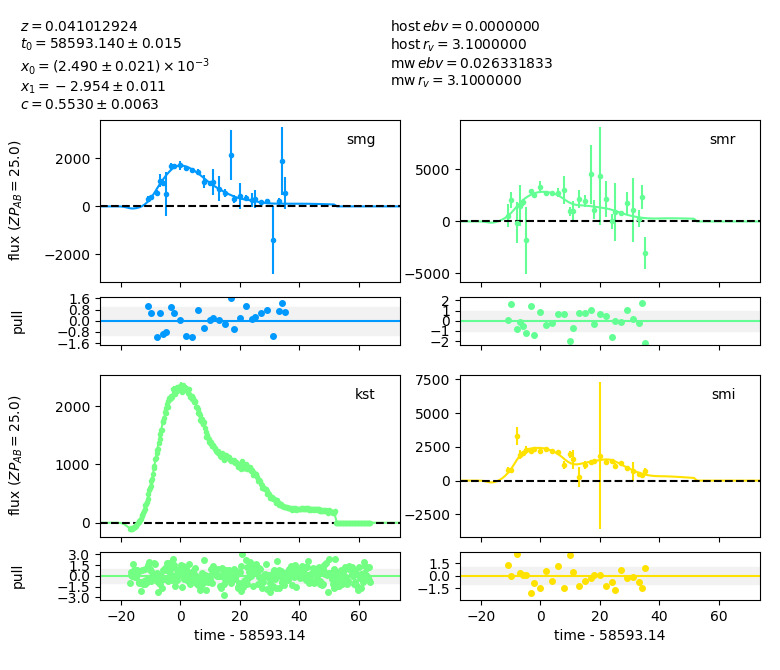 z = 0.041012924
t₀ = 58593.140 ± 0.015
x₀ = (2.490 ± 0.021) × 10⁻³
x₁ = −2.954 ± 0.011
c = 0.5530 ± 0.0063
host ebv = 0.0000000
host r_v = 3.1000000
mw ebv = 0.026331833
mw r_v = 3.1000000
smg
flux (ZP_AB = 25.0)
2000
0
−2000
smr
5000
0
−5000
pull
1.6
0.8
0.0
−0.8
−1.6
2
1
0
−1
−2
kst
flux (ZP_AB = 25.0)
2000
1000
0
smi
7500
5000
2500
0
−2500
pull
3.0
1.5
0.0
−1.5
−3.0
1.5
0.0
−1.5
−20 0 20 40 60
time - 58593.14
−20 0 20 40 60
time - 58593.14